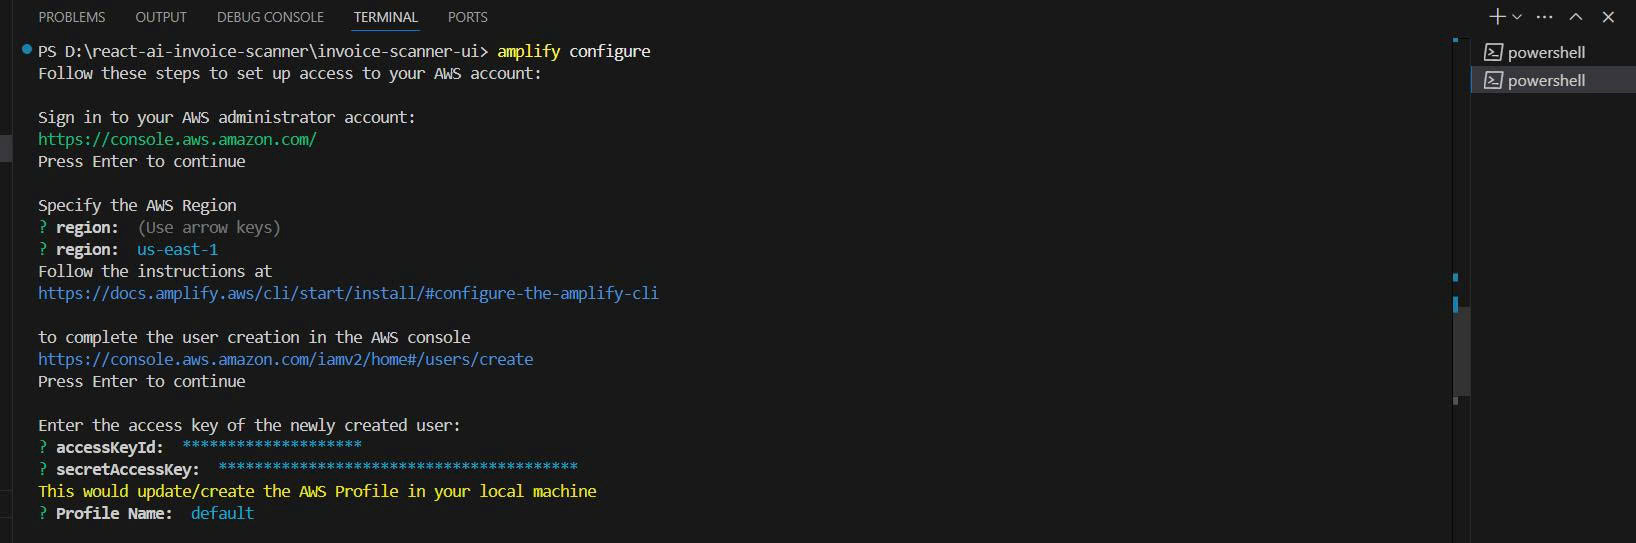 PROBLEMS OUTPUT DEBUG CONSOLE TERMINAL PORTS
powershell
powershell
PS D:\react-ai-invoice-scanner\invoice-scanner-ui> amplify configure
Follow these steps to set up access to your AWS account:
Sign in to your AWS administrator account:
https://console.aws.amazon.com/
Press Enter to continue
Specify the AWS Region
? region: (Use arrow keys)
? region: us-east-1
Follow the instructions at
https://docs.amplify.aws/cli/start/install/#configure-the-amplify-cli
to complete the user creation in the AWS console
https://console.aws.amazon.com/iamv2/home#/users/create
Press Enter to continue
Enter the access key of the newly created user:
? accessKeyId: ********************
? secretAccessKey: ****************************************
This would update/create the AWS Profile in your local machine
? Profile Name: default